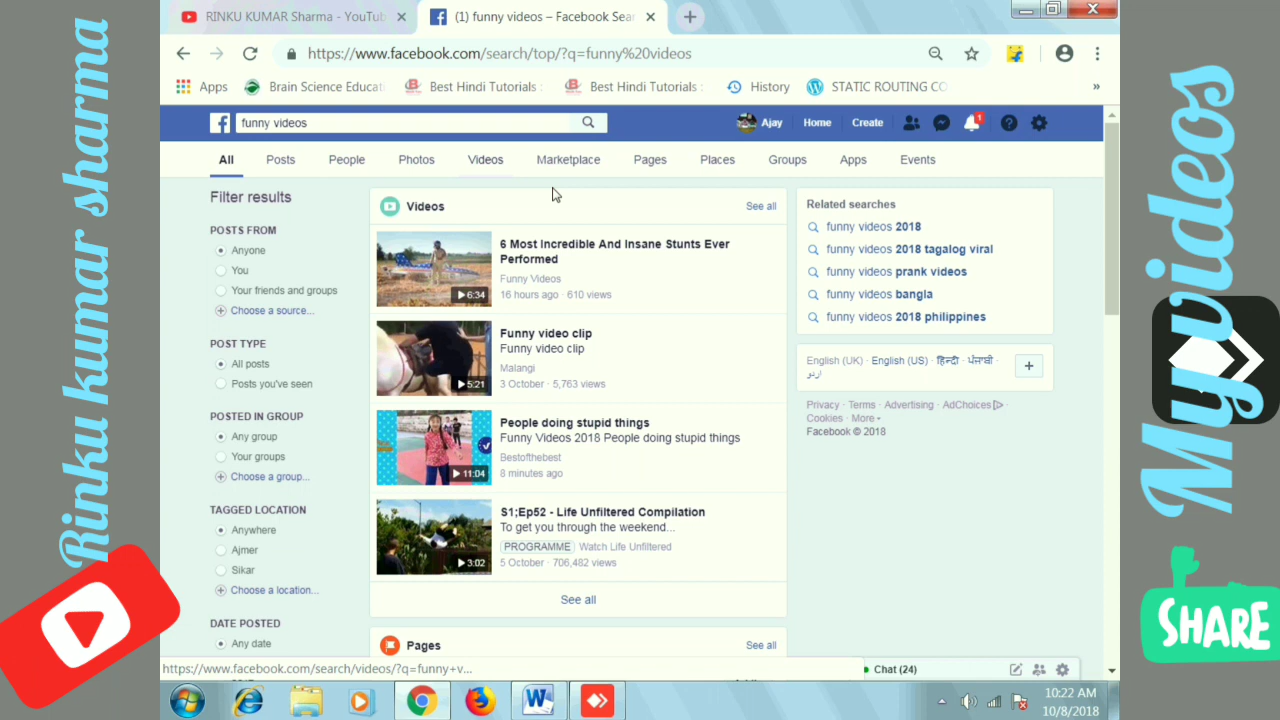 Rinku kumar sharma
RINKU KUMAR Sharma - YouTub
(1) funny videos – Facebook Sear
https://www.facebook.com/search/top/?q=funny%20videos
Apps
Brain Science Educati
Best Hindi Tutorials :
Best Hindi Tutorials :
History
STATIC ROUTING CO
»
funny videos
Ajay
Home
Create
1
All
Posts
People
Photos
Videos
Marketplace
Pages
Places
Groups
Apps
Events
Filter results
POSTS FROM
Anyone
You
Your friends and groups
Choose a source...
POST TYPE
All posts
Posts you've seen
POSTED IN GROUP
Any group
Your groups
Choose a group...
TAGGED LOCATION
Anywhere
Ajmer
Sikar
Choose a location...
DATE POSTED
Any date
Videos
See all
6 Most Incredible And Insane Stunts Ever
Performed
Funny Videos
16 hours ago · 610 views
6:34
Funny video clip
Funny video clip
Malangi
3 October · 5,763 views
5:21
People doing stupid things
Funny Videos 2018 People doing stupid things
Bestofthebest
8 minutes ago
11:04
S1;Ep52 - Life Unfiltered Compilation
To get you through the weekend...
PROGRAMME Watch Life Unfiltered
5 October · 706,482 views
3:02
See all
Pages
See all
Related searches
funny videos 2018
funny videos 2018 tagalog viral
funny videos prank videos
funny videos bangla
funny videos 2018 philippines
English (UK) · English (US) · हिन्दी · ਪੰਜਾਬੀ ·
اردو
Privacy · Terms · Advertising · AdChoices ·
Cookies · More
Facebook © 2018
https://www.facebook.com/search/videos/?q=funny+v...
Chat (24)
10:22 AM
10/8/2018
My videos
SHARE